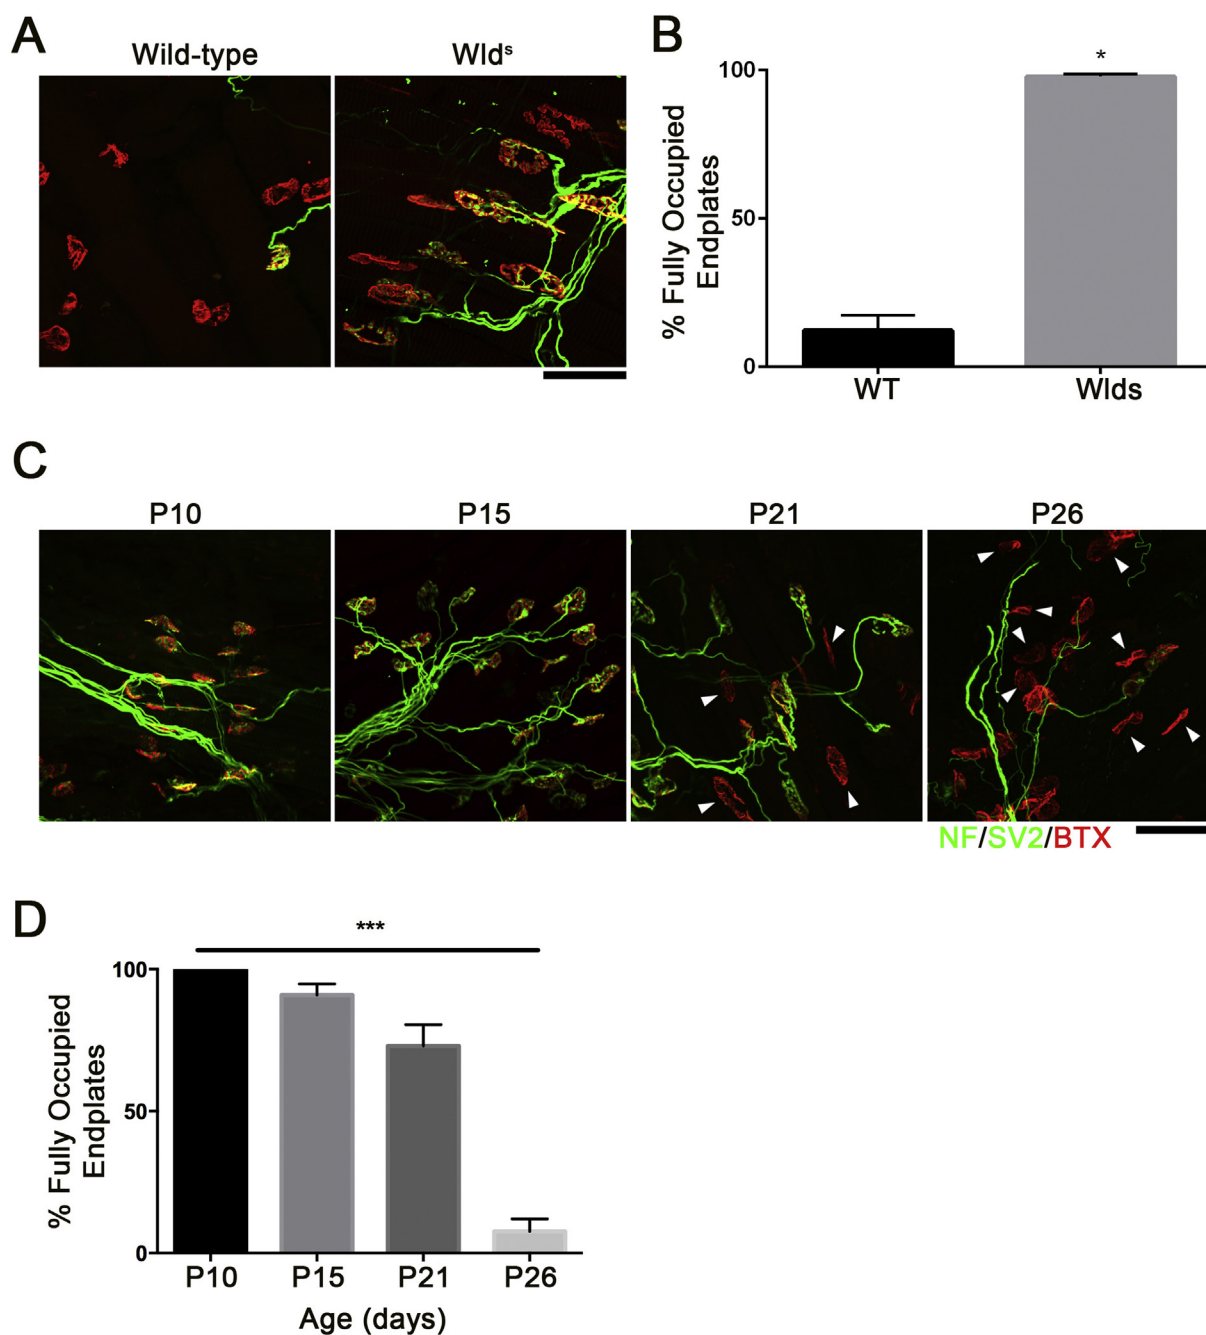 A
Wild-type
Wldˢ
B
*
% Fully Occupied
Endplates
100
50
0
WT
Wlds
C
P10
P15
P21
P26
NF/SV2/BTX
D
***
% Fully Occupied
Endplates
100
50
0
P10
P15
P21
P26
Age (days)